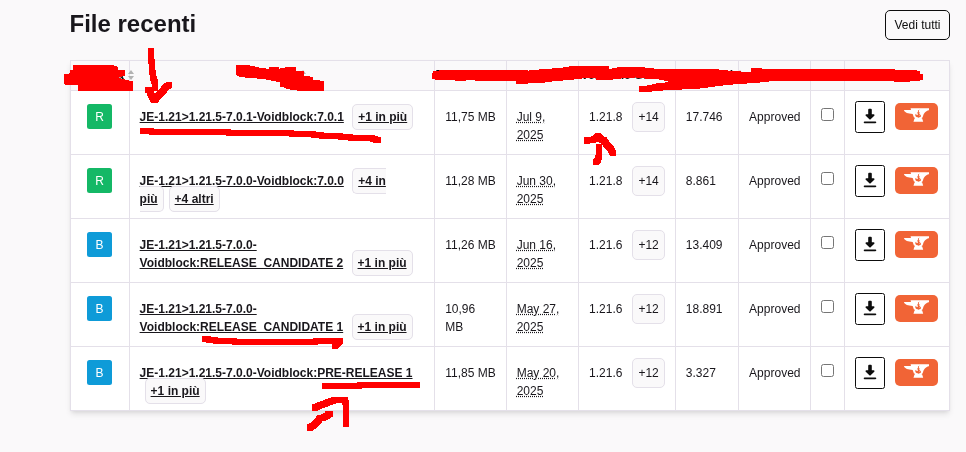 File recenti
Vedi tutti
R JE-1.21>1.21.5-7.0.1-Voidblock:7.0.1 +1 in più 11,75 MB Jul 9, 1.21.8 +14 17.746 Approved
2025
R JE-1.21>1.21.5-7.0.0-Voidblock:7.0.0 +4 in 11,28 MB Jun 30, 1.21.8 +14 8.861 Approved
più +4 altri 2025
B JE-1.21>1.21.5-7.0.0- 11,26 MB Jun 16, 1.21.6 +12 13.409 Approved
Voidblock:RELEASE_CANDIDATE 2 +1 in più 2025
B JE-1.21>1.21.5-7.0.0- 10,96 May 27, 1.21.6 +12 18.891 Approved
Voidblock:RELEASE_CANDIDATE 1 +1 in più MB 2025
B JE-1.21>1.21.5-7.0.0-Voidblock:PRE-RELEASE 1 11,85 MB May 20, 1.21.6 +12 3.327 Approved
+1 in più 2025